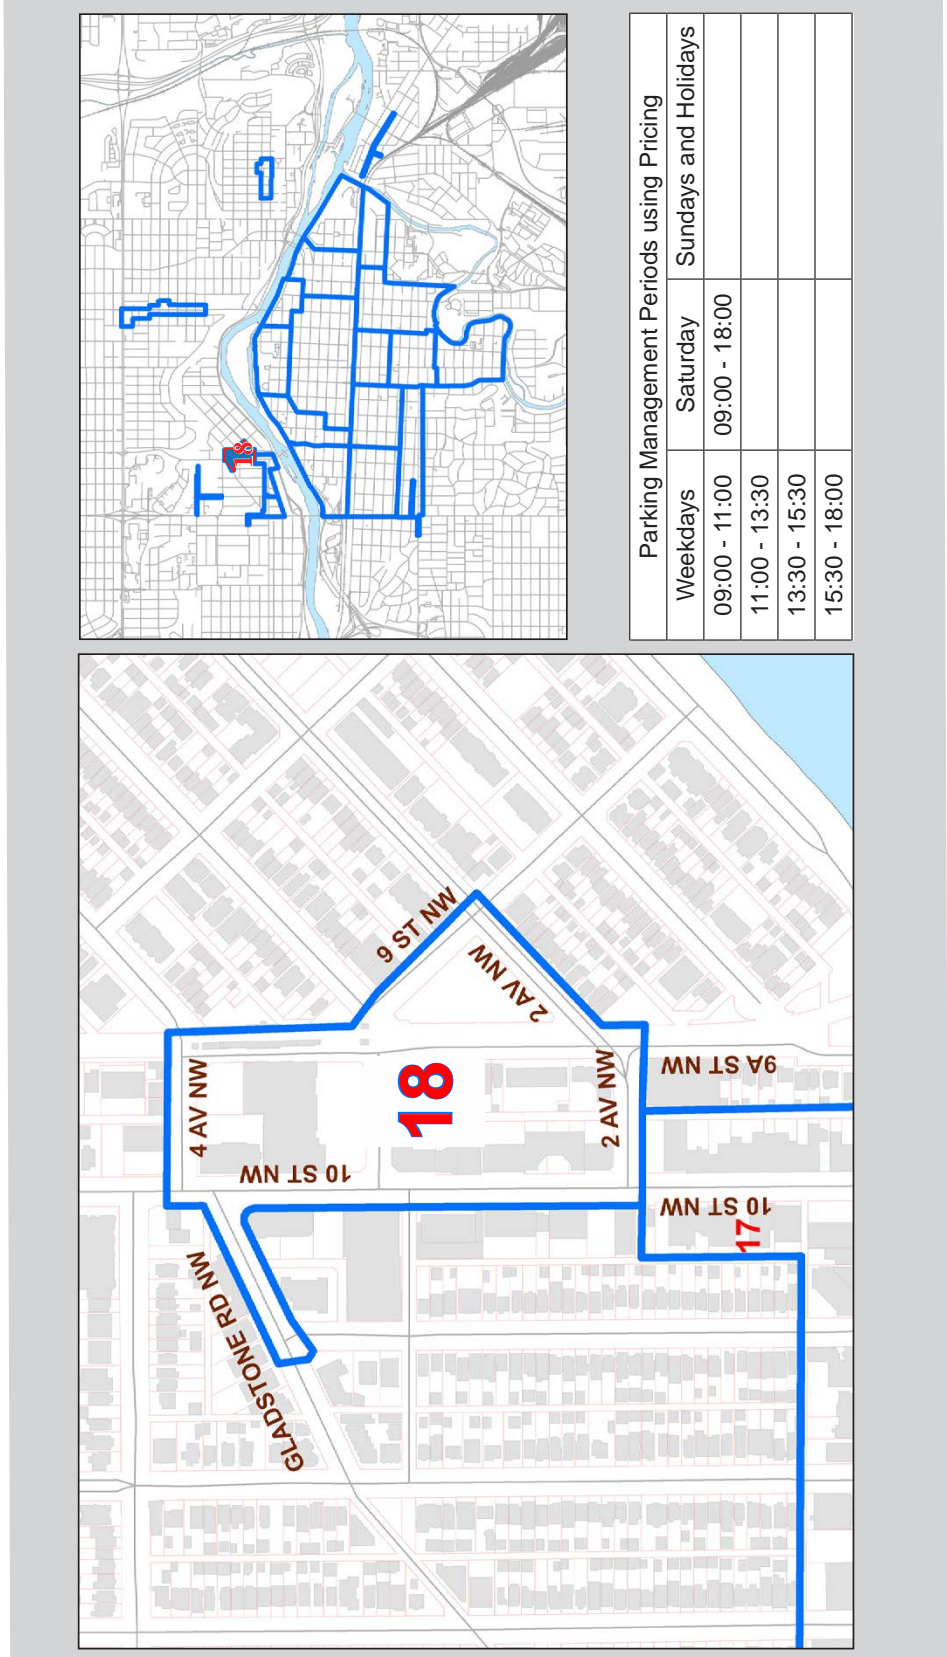 4 AV NW
9 ST NW
GLADSTONE RD NW
10 ST NW
18
2 AV NW
2 AV NW
10 ST NW
9A ST NW
17
18
Parking Management Periods using Pricing
Weekdays Saturday Sundays and Holidays
09:00 - 11:00 09:00 - 18:00
11:00 - 13:30
13:30 - 15:30
15:30 - 18:00